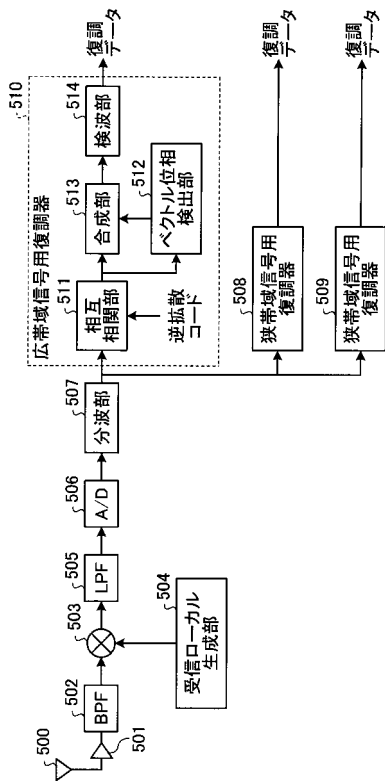 500
501
502
BPF
503
504
受信ローカル
生成部
505
LPF
506
A/D
507
分波部
510
広帯域信号用復調器
511
相互
相関部
逆拡散
コード
513
合成部
512
ベクトル位相
検出部
514
検波部
復調
データ
508
狭帯域信号用
復調器
復調
データ
509
狭帯域信号用
復調器
復調
データ